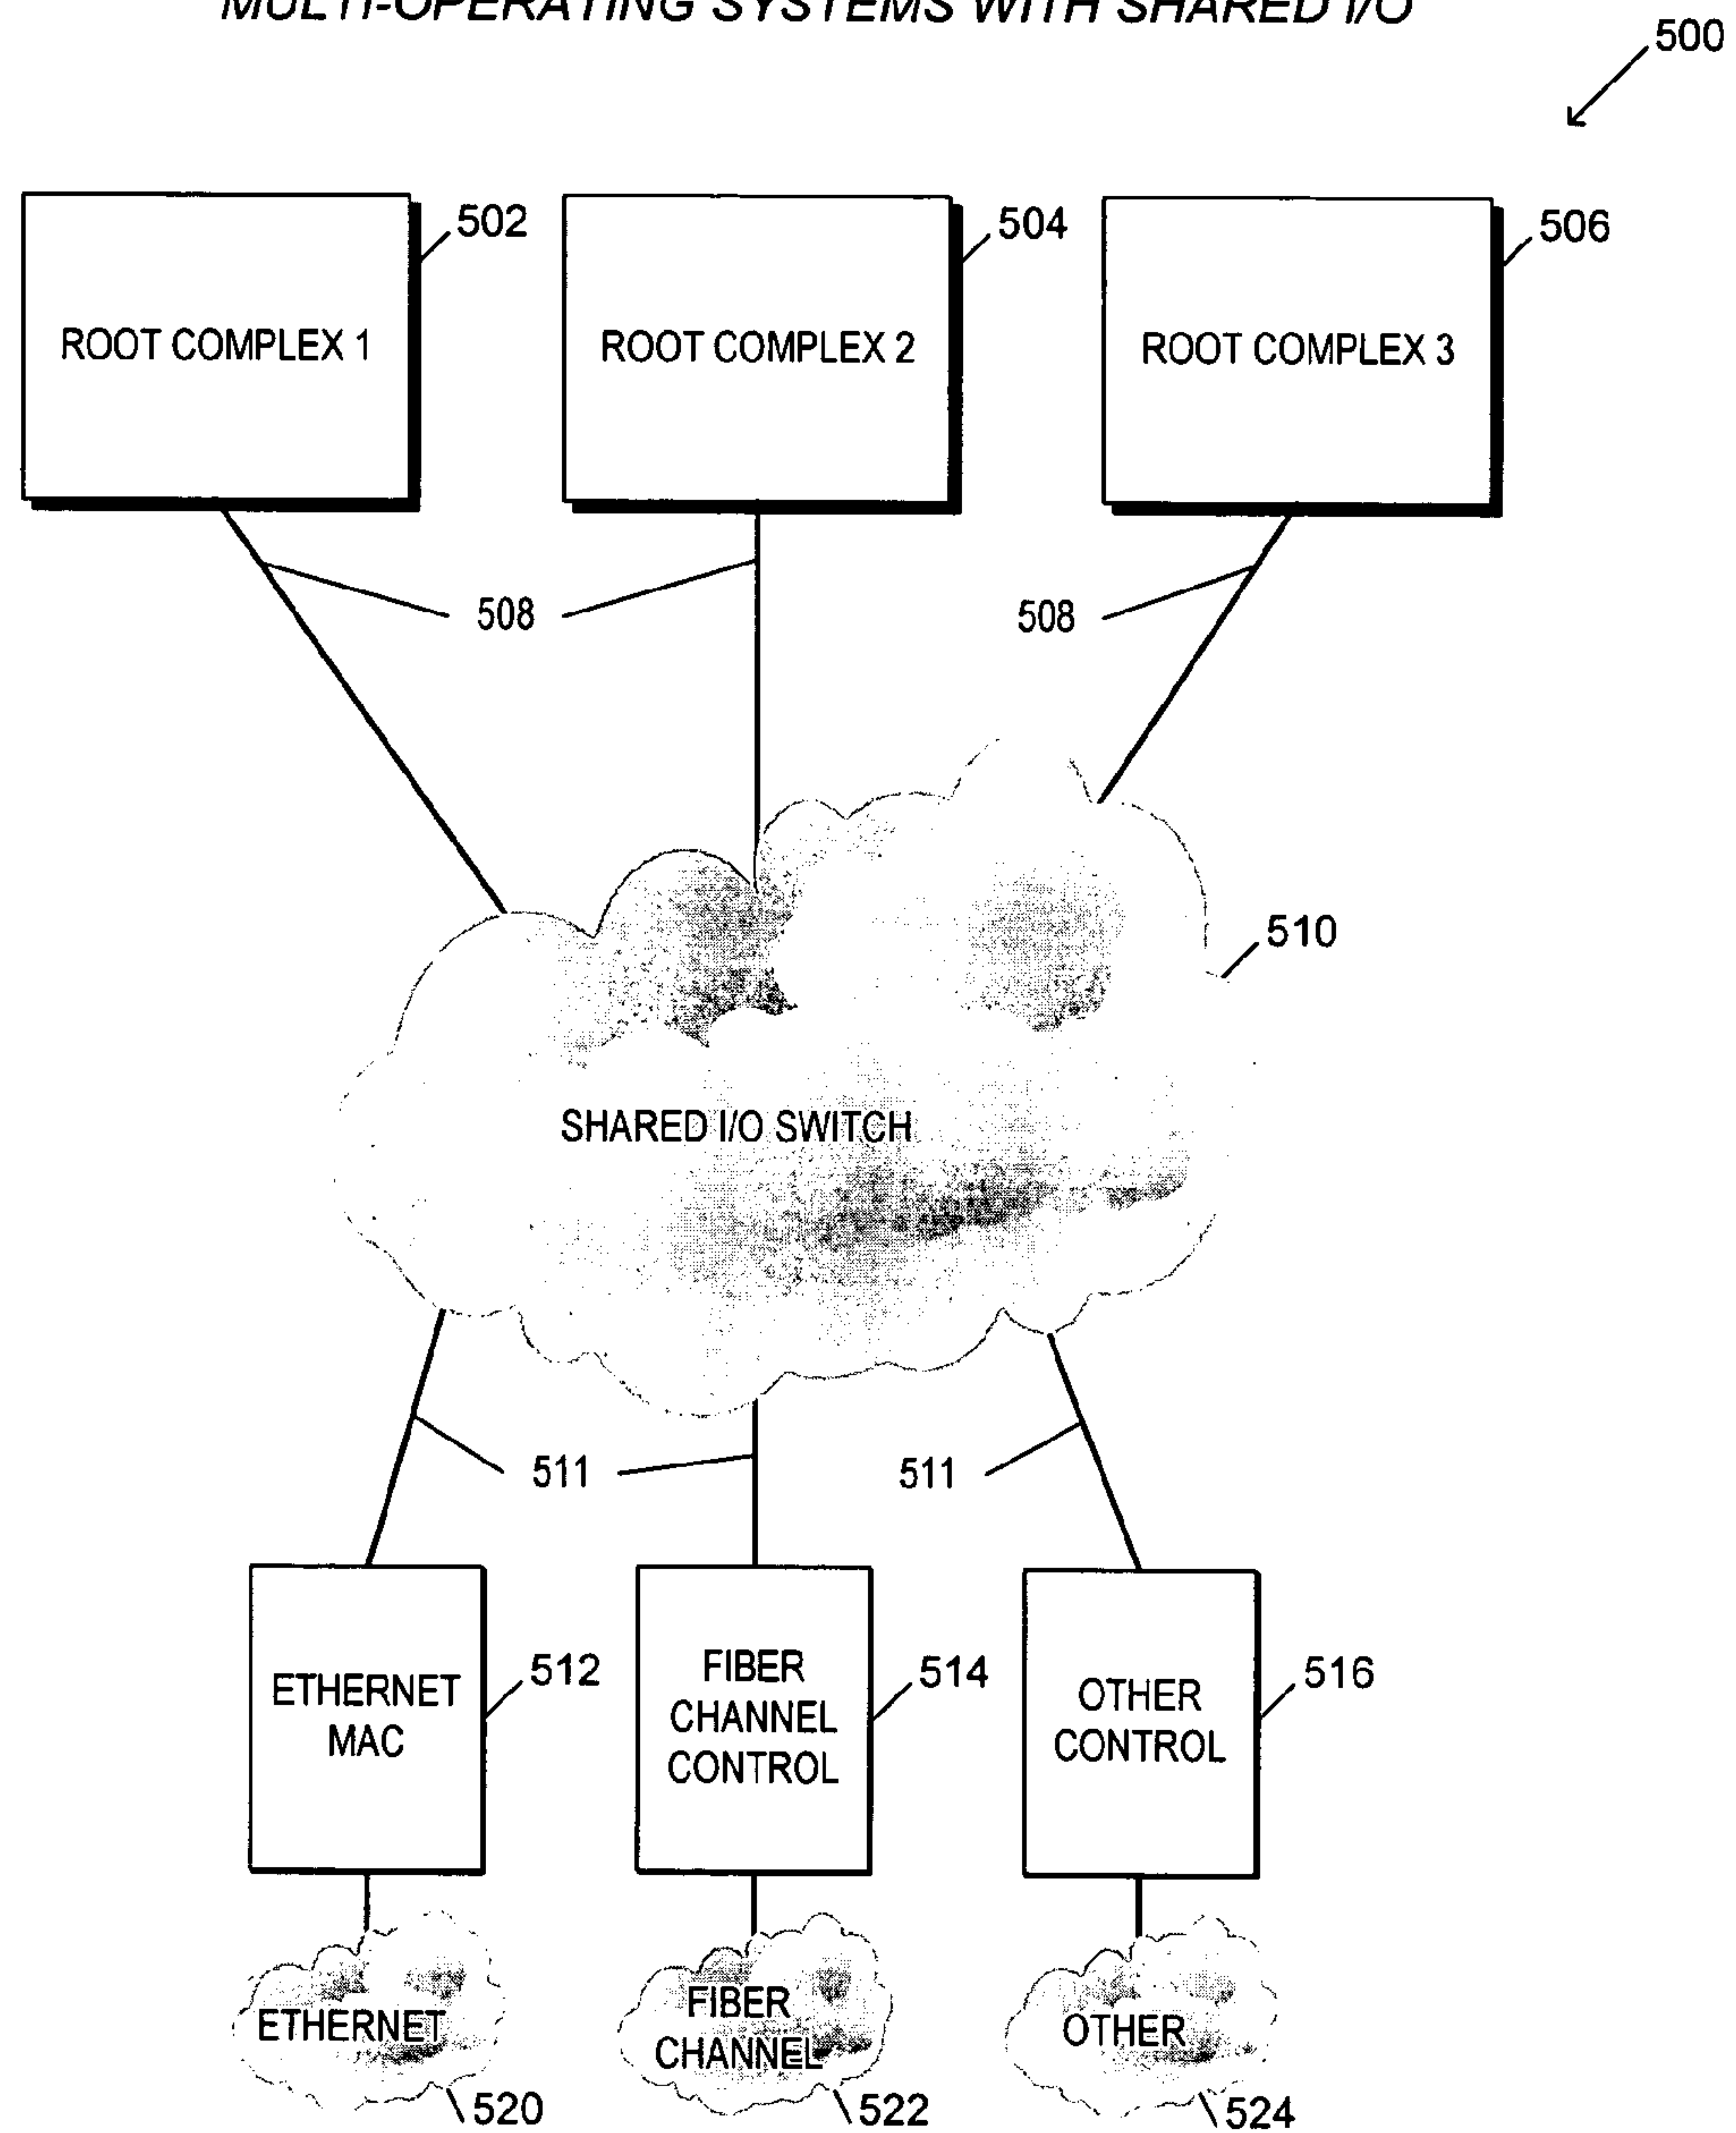 MULTI-OPERATING SYSTEMS WITH SHARED I/O
500
502
504
506
ROOT COMPLEX 1
ROOT COMPLEX 2
ROOT COMPLEX 3
508
508
510
SHARED I/O SWITCH
511
511
512
514
516
ETHERNET
MAC
FIBER
CHANNEL
CONTROL
OTHER
CONTROL
ETHERNET
FIBER
CHANNEL
OTHER
520
522
524